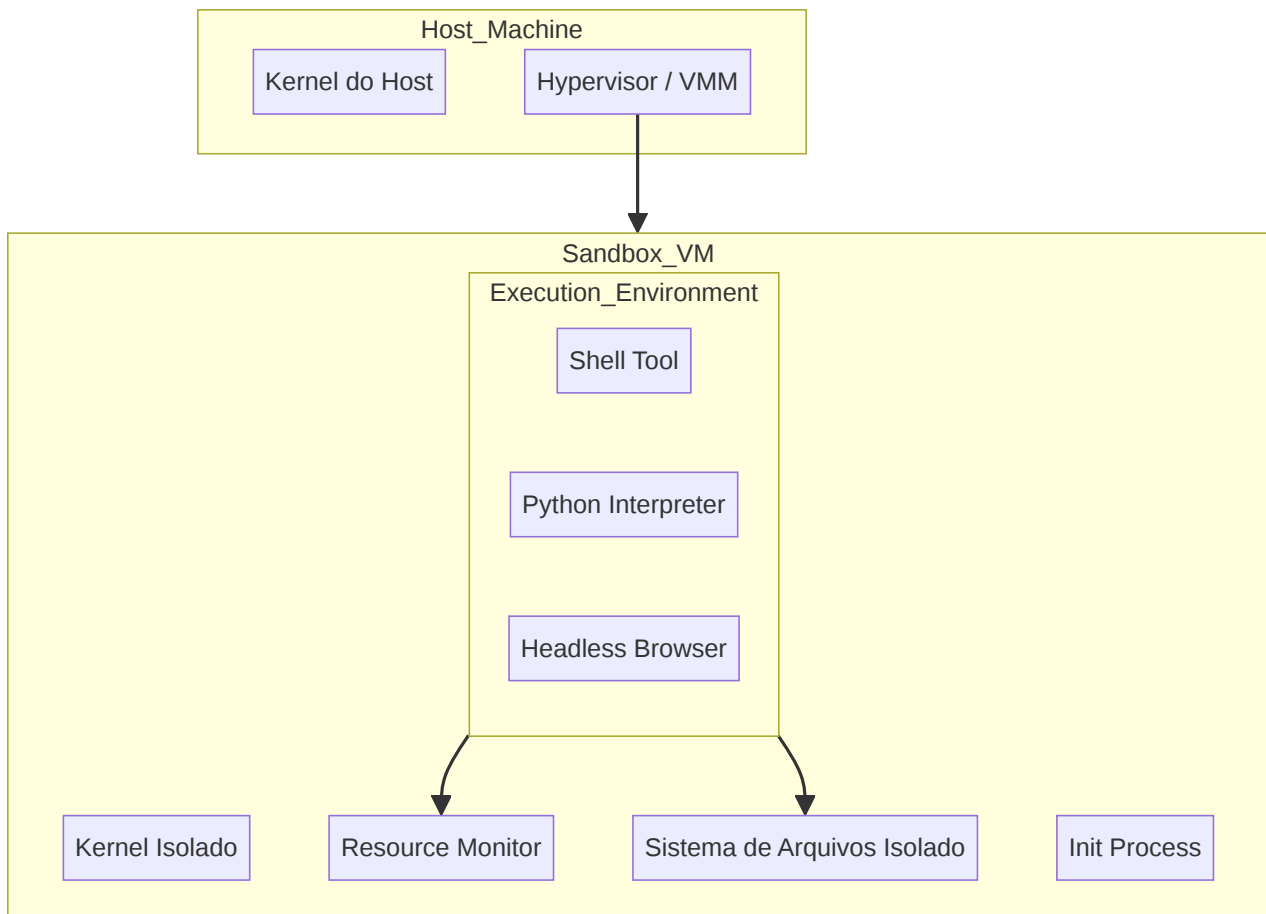 Host_Machine
Kernel do Host
Hypervisor / VMM
Sandbox_VM
Execution_Environment
Shell Tool
Python Interpreter
Headless Browser
Kernel Isolado
Resource Monitor
Sistema de Arquivos Isolado
Init Process